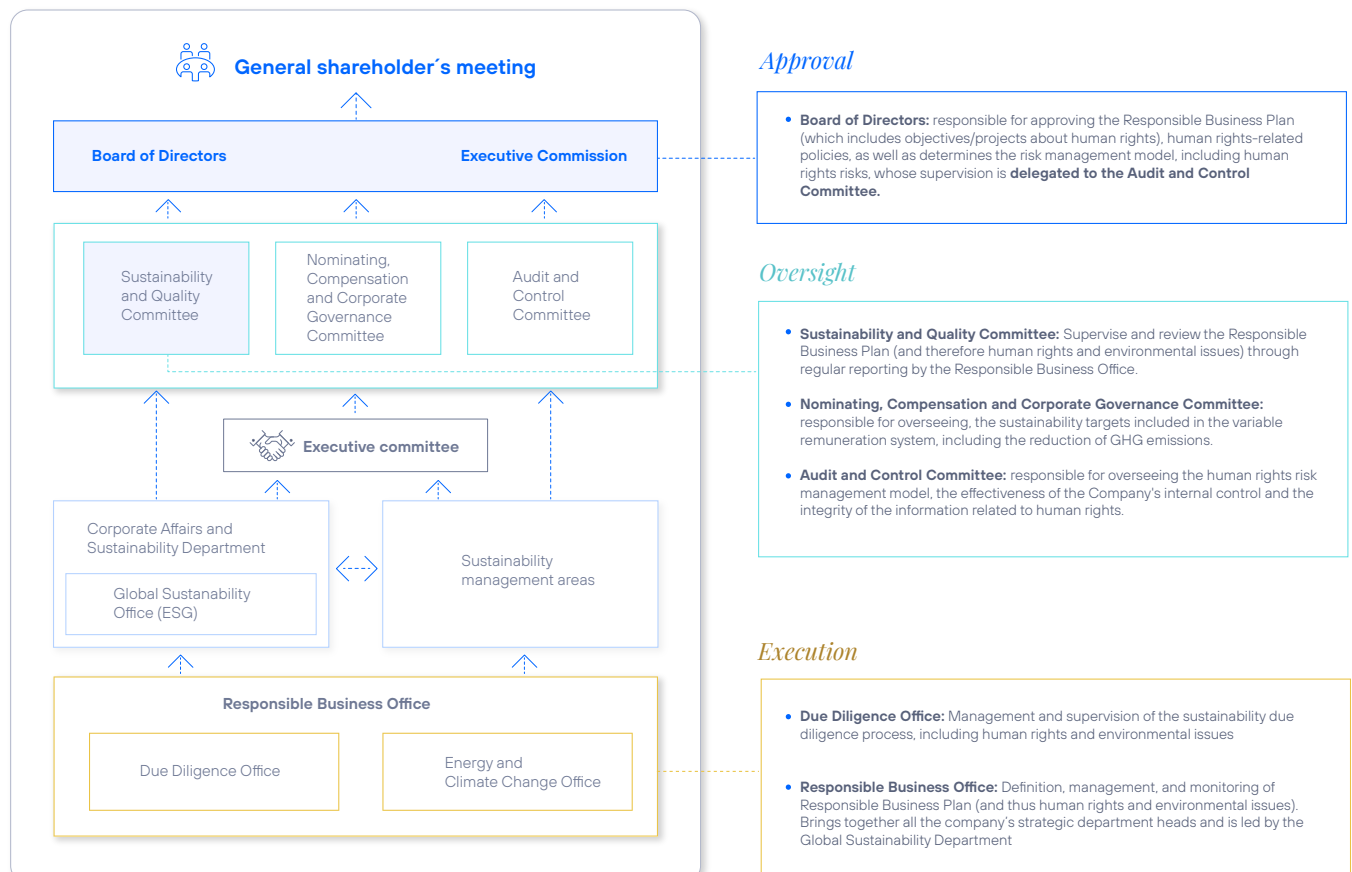 General shareholder´s meeting
Board of Directors
Executive Commission
Sustainability
and Quality
Committee
Nominating,
Compensation
and Corporate
Governance
Committee
Audit and
Control
Committee
Executive committee
Corporate Affairs and
Sustainability Department
Global Sustanability
Office (ESG)
Sustainability
management areas
Responsible Business Office
Due Diligence Office
Energy and
Climate Change Office
Approval
Board of Directors: responsible for approving the Responsible Business Plan
(which includes objectives/projects about human rights), human rights-related
policies, as well as determines the risk management model, including human
rights risks, whose supervision is delegated to the Audit and Control
Committee.
Oversight
Sustainability and Quality Committee: Supervise and review the Responsible
Business Plan (and therefore human rights and environmental issues) through
regular reporting by the Responsible Business Office.
Nominating, Compensation and Corporate Governance Committee:
responsible for overseeing, the sustainability targets included in the variable
remuneration system, including the reduction of GHG emissions.
Audit and Control Committee: responsible for overseeing the human rights risk
management model, the effectiveness of the Company's internal control and the
integrity of the information related to human rights.
Execution
Due Diligence Office: Management and supervision of the sustainability due
diligence process, including human rights and environmental issues
Responsible Business Office: Definition, management, and monitoring of
Responsible Business Plan (and thus human rights and environmental issues).
Brings together all the company's strategic department heads and is led by the
Global Sustainability Department